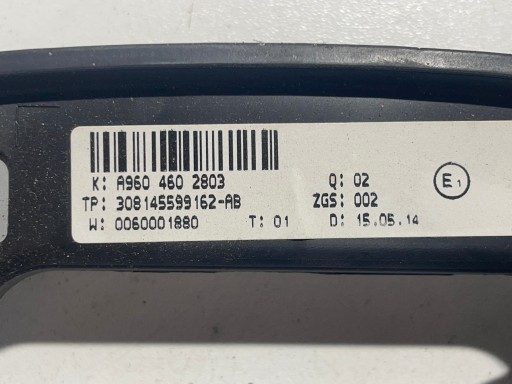 K: A960 460 2803 Q: 02 E1
TP: 308145599162-AB ZGS: 002
W: 0060001880 T: 01 D: 15.05.14